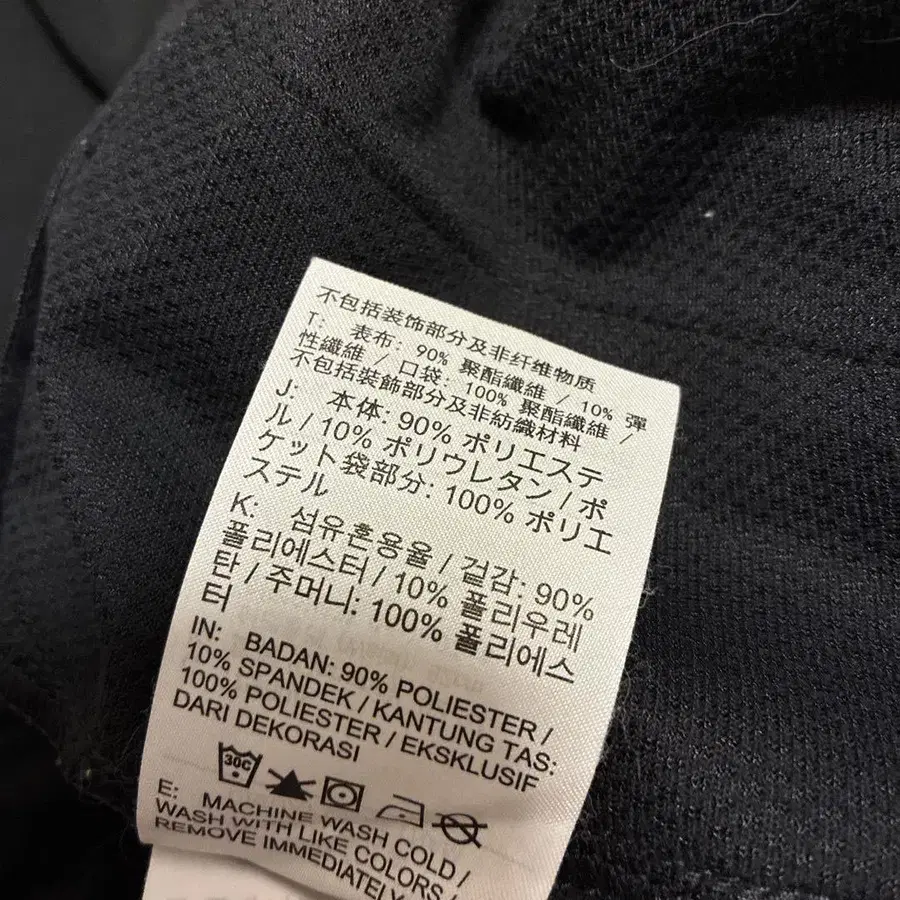 不包括装饰部分及非纤维物质
T: 表布: 90% 聚酯纖維 / 10% 彈
性纖維 / 口袋: 100% 聚酯纖維 /
不包括裝飾部分及非紡織材料
J: 本体: 90% ポリエステ
ル / 10% ポリウレタン / ポ
ケット袋部分: 100% ポリエ
ステル
K: 섬유혼용율 / 겉감: 90%
폴리에스터 / 10% 폴리우레
탄 / 주머니: 100% 폴리에스
터
IN: BADAN: 90% POLIESTER /
10% SPANDEK / KANTUNG TAS:
100% POLIESTER / EKSKLUSIF
DARI DEKORASI
30C
E: MACHINE WASH COLD /
WASH WITH LIKE COLORS /
REMOVE IMMEDIATELY